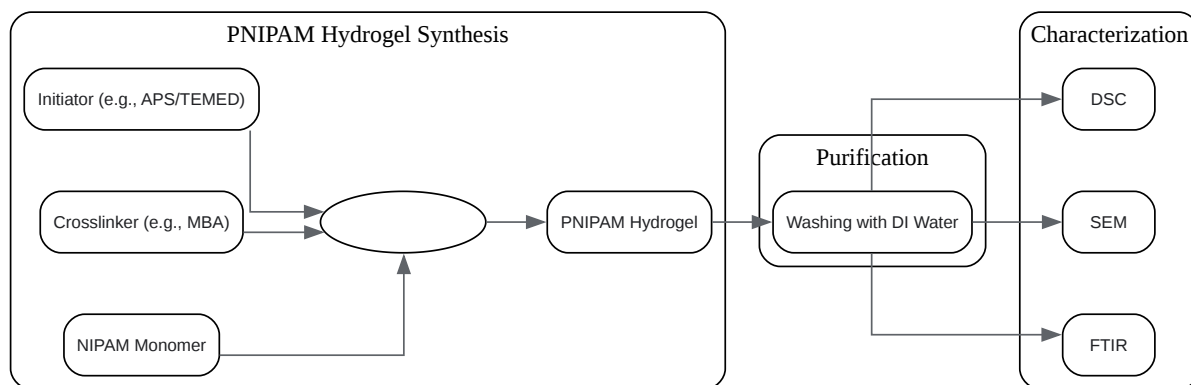 PNIPAM Hydrogel Synthesis
Initiator (e.g., APS/TEMED)
Crosslinker (e.g., MBA)
NIPAM Monomer
PNIPAM Hydrogel
Purification
Washing with DI Water
Characterization
DSC
SEM
FTIR